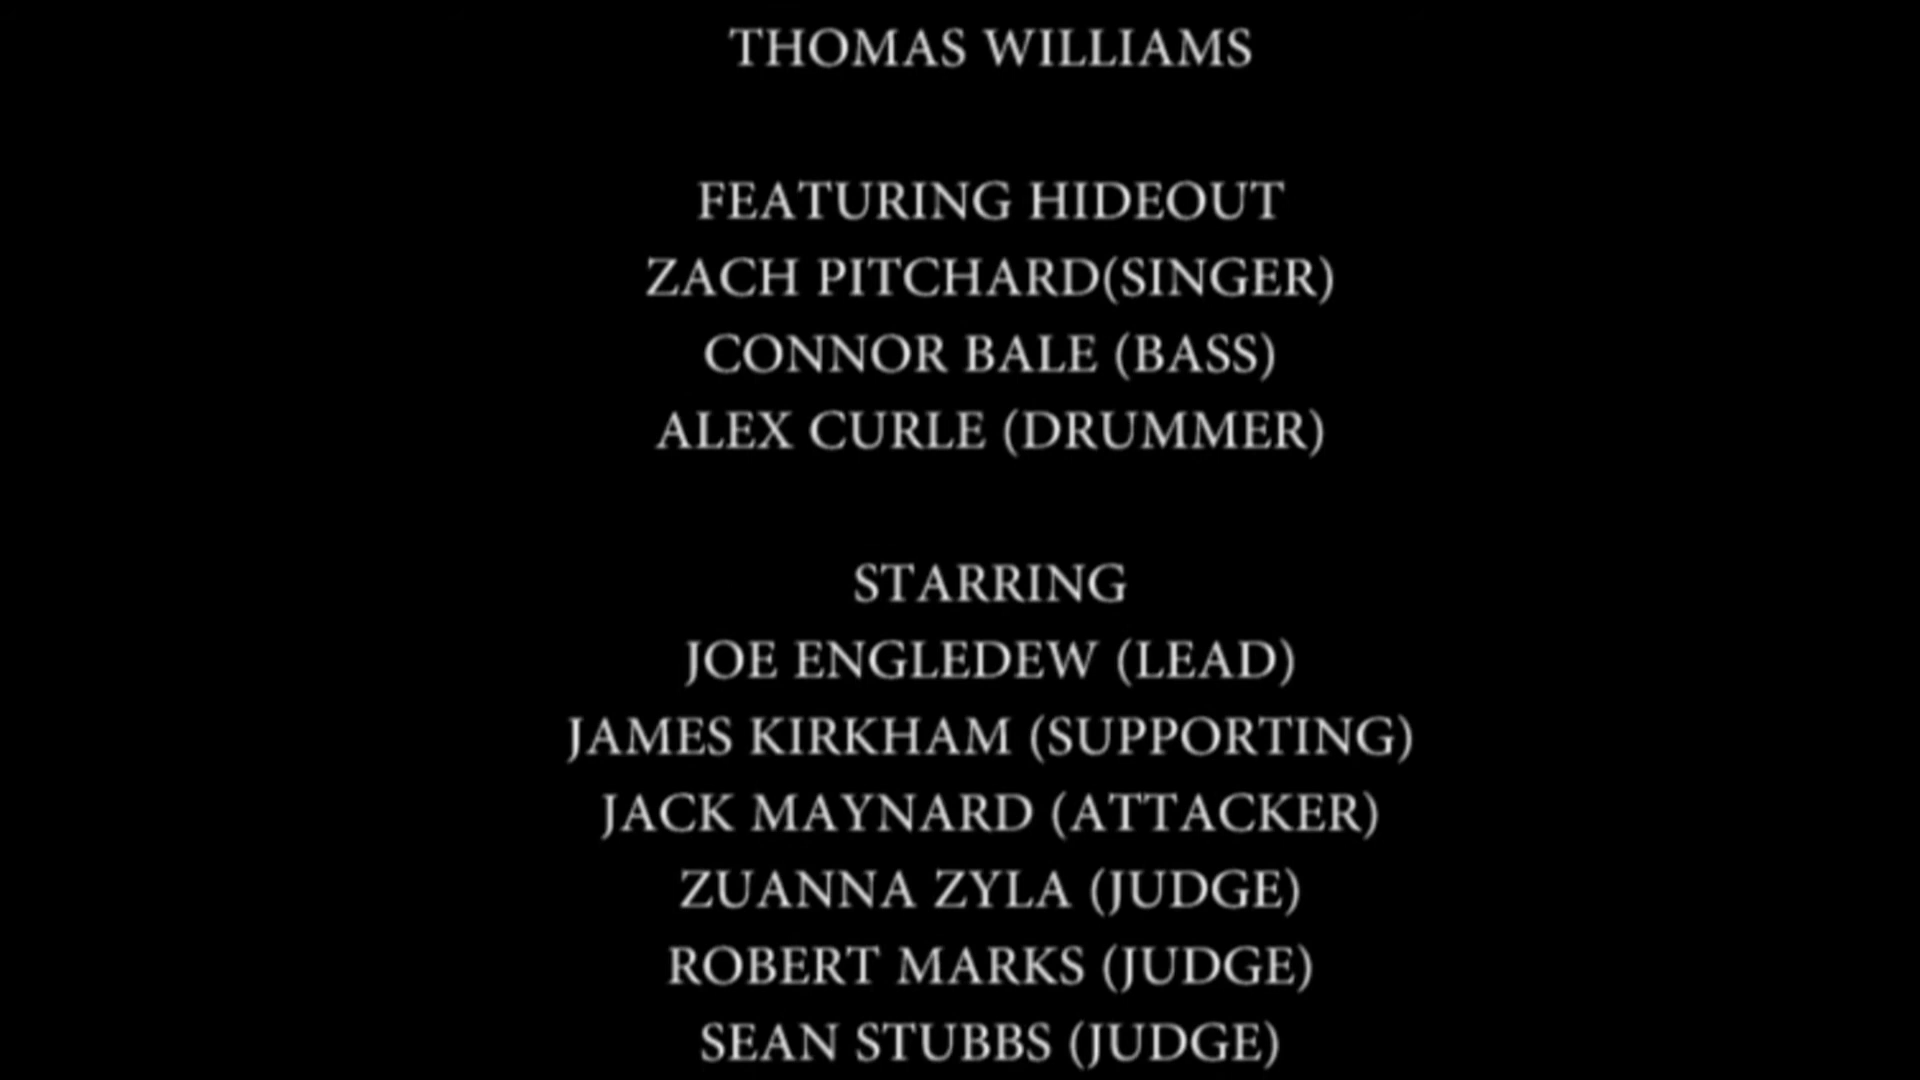 THOMAS WILLIAMS
FEATURING HIDEOUT
ZACH PITCHARD(SINGER)
CONNOR BALE (BASS)
ALEX CURLE (DRUMMER)
STARRING
JOE ENGLEDEW (LEAD)
JAMES KIRKHAM (SUPPORTING)
JACK MAYNARD (ATTACKER)
ZUANNA ZYLA (JUDGE)
ROBERT MARKS (JUDGE)
SEAN STUBBS (JUDGE)